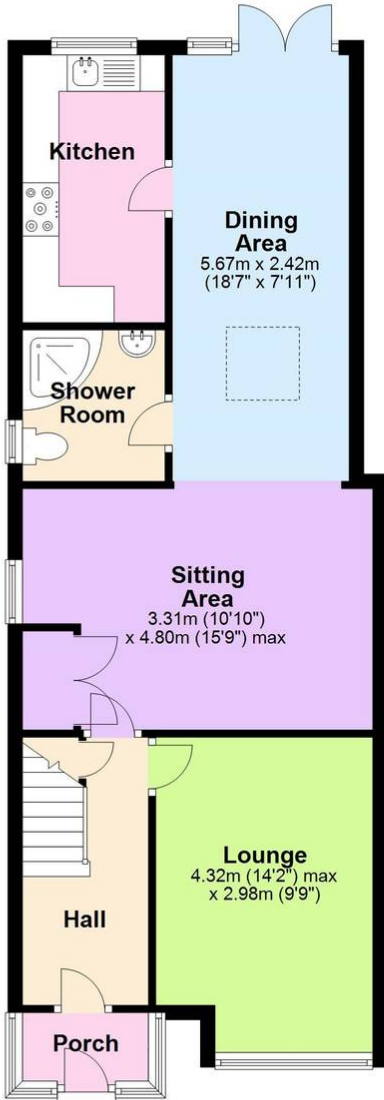 Kitchen
Dining
Area
5.67m x 2.42m
(18'7" x 7'11")
Shower
Room
Sitting
Area
3.31m (10'10")
x 4.80m (15'9") max
Lounge
4.32m (14'2") max
x 2.98m (9'9")
Hall
Porch